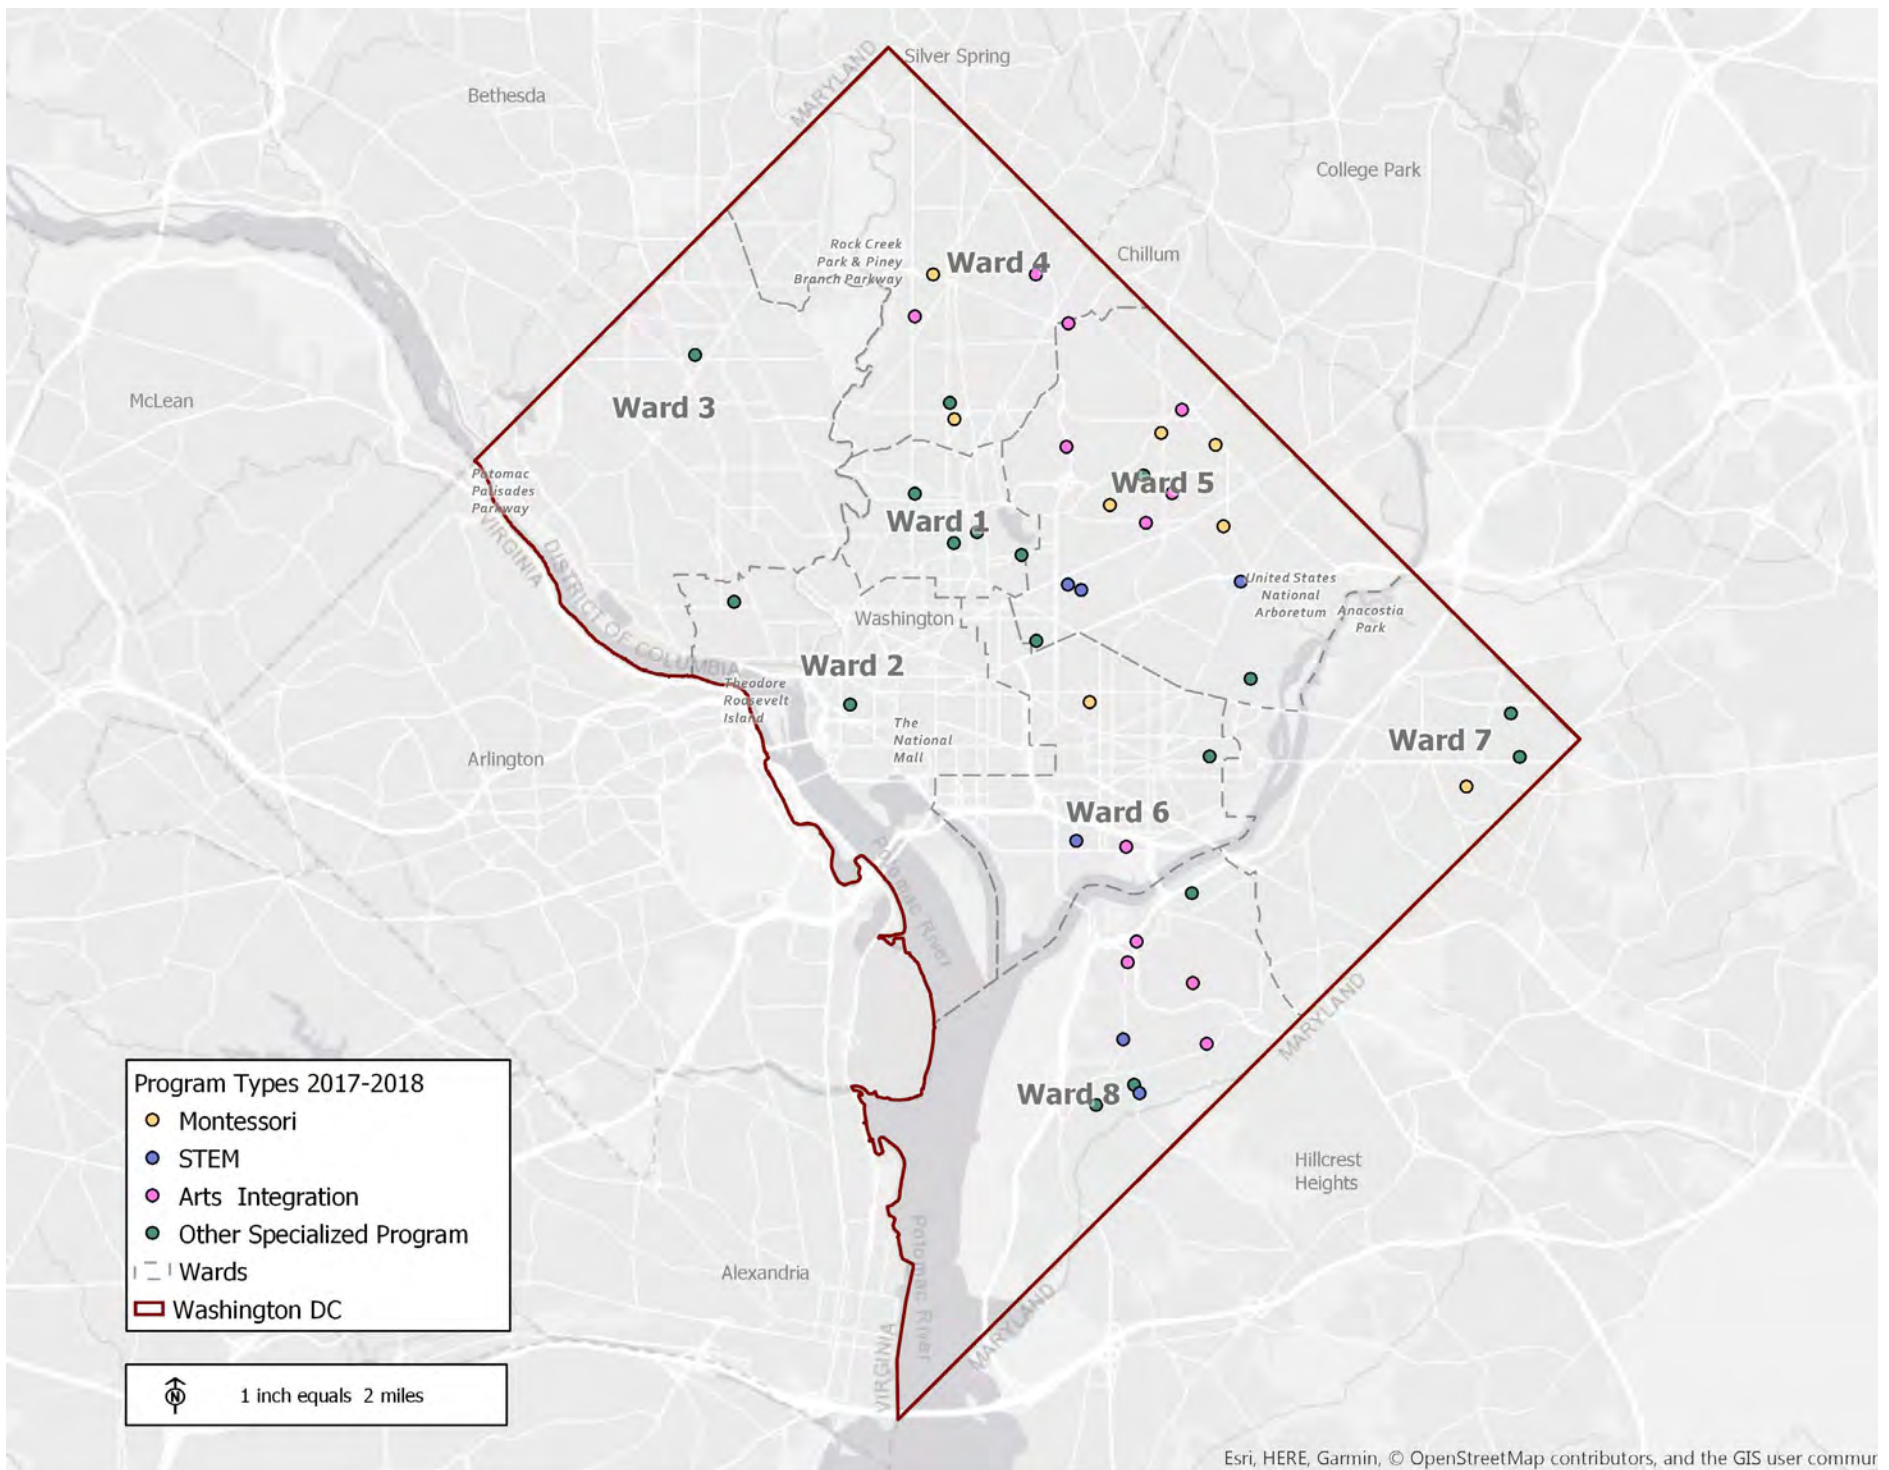 Silver Spring
Bethesda
MARYLAND
College Park
Rock Creek
Park & Piney
Branch Parkway
Ward 4
Chillum
McLean
Ward 3
Potomac
Palisades
Parkway
VIRGINIA
DISTRICT OF COLUMBIA
Ward 5
Ward 1
United States
National
Arboretum
Anacostia
Park
Washington
Ward 2
Theodore
Roosevelt
Island
The
National
Mall
Ward 7
Arlington
Ward 6
Potomac River
MARYLAND
Ward 8
Program Types 2017-2018
Montessori
STEM
Arts Integration
Other Specialized Program
Wards
Washington DC
Hillcrest
Heights
Alexandria
Potomac River
MARYLAND
VIRGINIA
N
1 inch equals 2 miles
Esri, HERE, Garmin, © OpenStreetMap contributors, and the GIS user commun